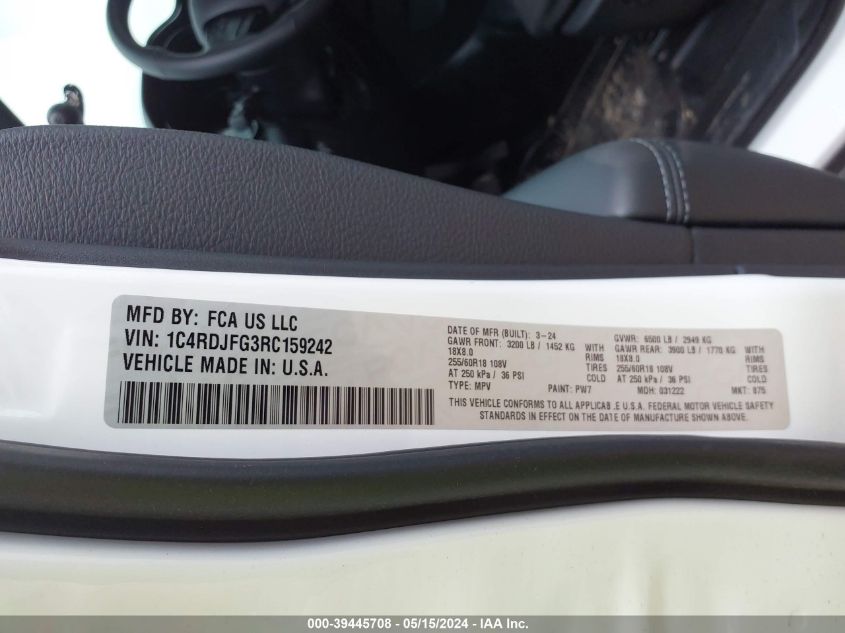 MFD BY: FCA US LLC
VIN: 1C4RDJFG3RC159242
VEHICLE MADE IN: U.S.A.
DATE OF MFR (BUILT): 3-24
GVWR: 6500 LB / 2949 KG
GAWR FRONT: 3200 LB / 1452 KG WITH
GAWR REAR: 3900 LB / 1770 KG WITH
18X8.0 RIMS
18X8.0 RIMS
255/60R18 108V TIRES
255/60R18 108V TIRES
AT 250 kPa / 36 PSI COLD
AT 250 kPa / 36 PSI COLD
TYPE: MPV PAINT: PW7 MDH: 031222 MKT: 875
THIS VEHICLE CONFORMS TO ALL APPLICAB.E U.S.A. FEDERAL MOTOR VEHICLE SAFETY
STANDARDS IN EFFECT ON THE DATE OF MANUFACTURE SHOWN ABOVE.
000-39445708 - 05/15/2024 - IAA Inc.